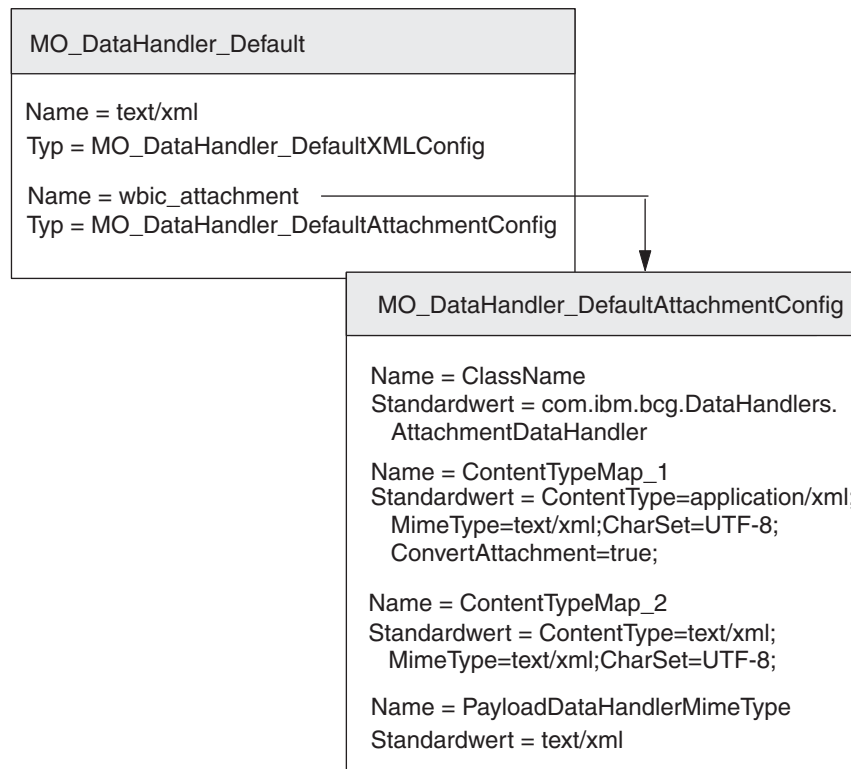 MO_DataHandler_Default
Name = text/xml
Typ = MO_DataHandler_DefaultXMLConfig
Name = wbic_attachment
Typ = MO_DataHandler_DefaultAttachmentConfig
MO_DataHandler_DefaultAttachmentConfig
Name = ClassName
Standardwert = com.ibm.bcg.DataHandlers.
AttachmentDataHandler
Name = ContentTypeMap_1
Standardwert = ContentType=application/xml;
MimeType=text/xml;CharSet=UTF-8;
ConvertAttachment=true;
Name = ContentTypeMap_2
Standardwert = ContentType=text/xml;
MimeType=text/xml;CharSet=UTF-8;
Name = PayloadDataHandlerMimeType
Standardwert = text/xml